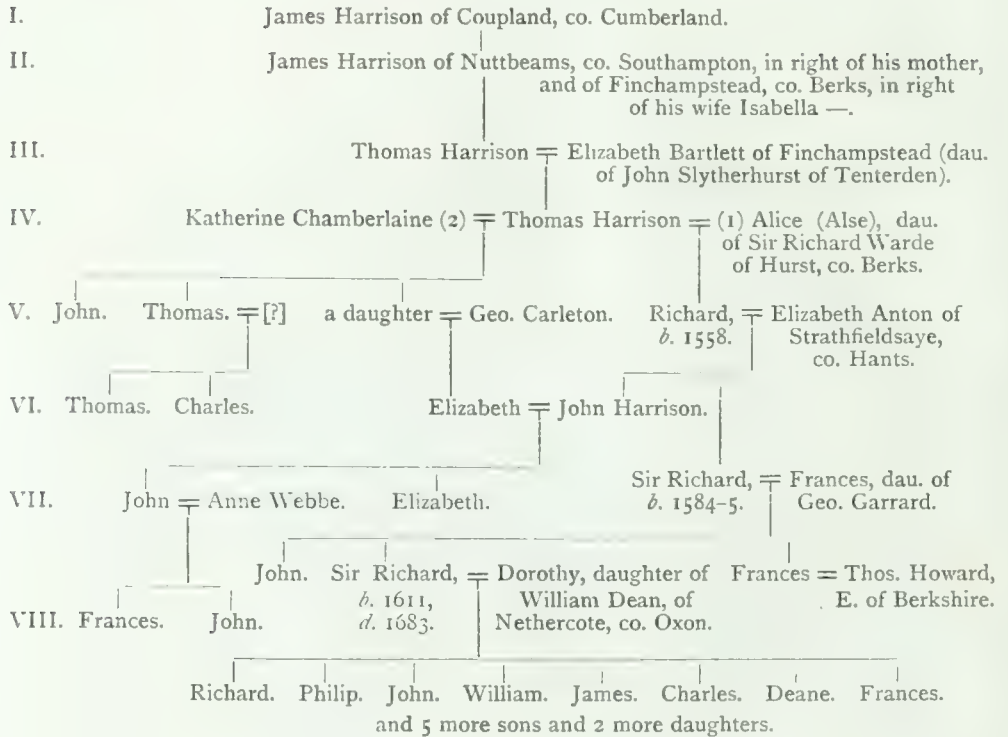 I. James Harrison of Coupland, co. Cumberland.
II. James Harrison of Nuttbeams, co. Southampton, in right of his mother,
and of Finchampstead, co. Berks, in right
of his wife Isabella —.
III. Thomas Harrison = Elizabeth Bartlett of Finchampstead (dau.
of John Slytherhurst of Tenterden).
IV. Katherine Chamberlaine (2) = Thomas Harrison = (1) Alice (Alse), dau.
of Sir Richard Warde
of Hurst, co. Berks.
V. John. Thomas. = [?] a daughter = Geo. Carleton. Richard, = Elizabeth Anton of
b. 1558. Strathfieldsaye,
co. Hants.
VI. Thomas. Charles. Elizabeth = John Harrison.
Sir Richard, = Frances, dau. of
VII. John = Anne Webbe. Elizabeth. b. 1584-5. Geo. Garrard.
John. Sir Richard, = Dorothy, daughter of Frances = Thos. Howard,
b. 1611, William Dean, of E. of Berkshire.
VIII. Frances. John. d. 1683. Nethercote, co. Oxon.
Richard. Philip. John. William. James. Charles. Deane. Frances.
and 5 more sons and 2 more daughters.